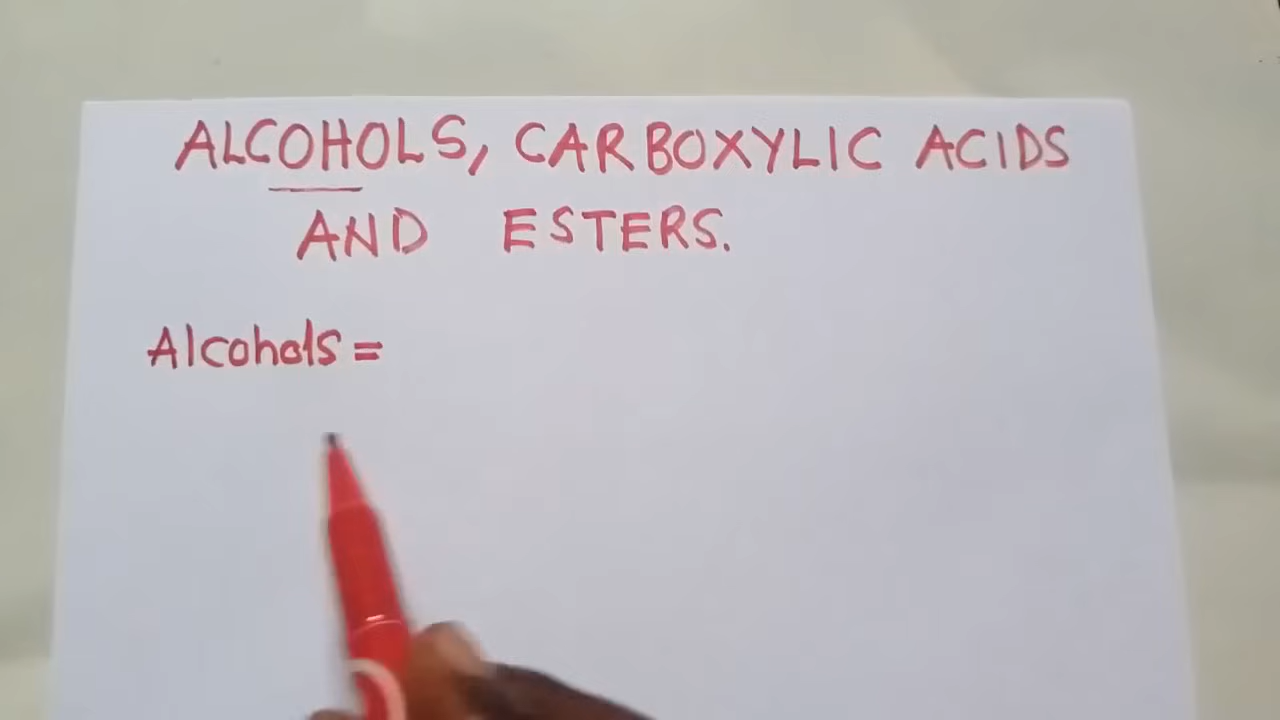 ALCOHOLS, CARBOXYLIC ACIDS
AND ESTERS.
Alcohols =